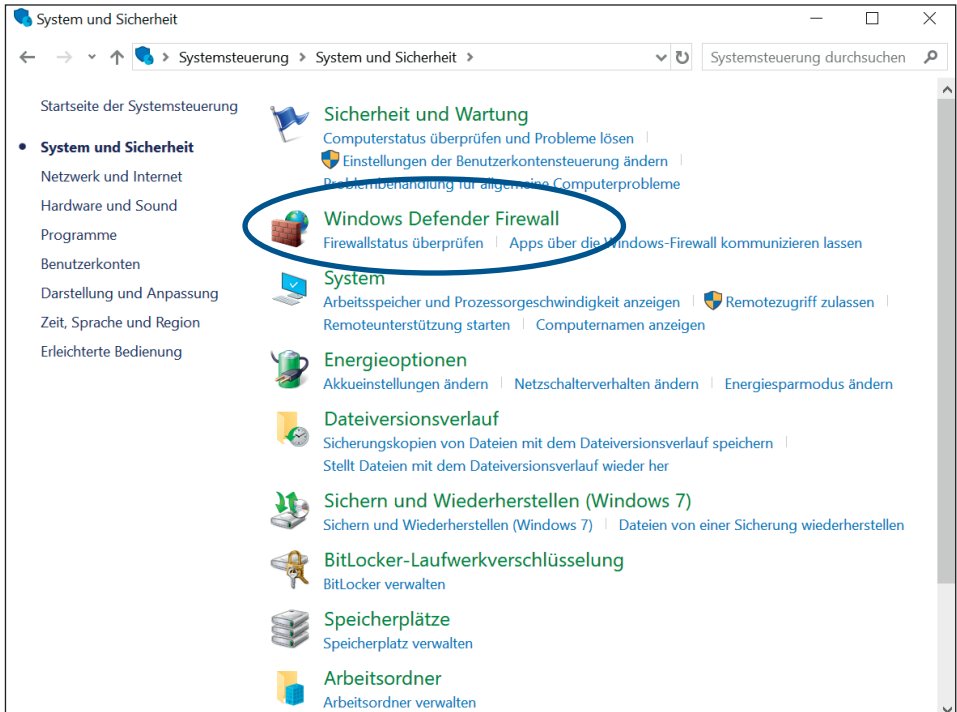 System und Sicherheit
Systemsteuerung > System und Sicherheit >
Systemsteuerung durchsuchen
Startseite der Systemsteuerung
System und Sicherheit
Netzwerk und Internet
Hardware und Sound
Programme
Benutzerkonten
Darstellung und Anpassung
Zeit, Sprache und Region
Erleichterte Bedienung
Sicherheit und Wartung
Computerstatus überprüfen und Probleme lösen
Einstellungen der Benutzerkontensteuerung ändern
Problembehandlung für allgemeine Computerprobleme
Windows Defender Firewall
Firewallstatus überprüfen | Apps über die Windows-Firewall kommunizieren lassen
System
Arbeitsspeicher und Prozessorgeschwindigkeit anzeigen | Remotezugriff zulassen
Remoteunterstützung starten | Computernamen anzeigen
Energieoptionen
Akkueinstellungen ändern | Netzschalterverhalten ändern | Energiesparmodus ändern
Dateiversionsverlauf
Sicherungskopien von Dateien mit dem Dateiversionsverlauf speichern
Stellt Dateien mit dem Dateiversionsverlauf wieder her
Sichern und Wiederherstellen (Windows 7)
Sichern und Wiederherstellen (Windows 7) | Dateien von einer Sicherung wiederherstellen
BitLocker-Laufwerkverschlüsselung
BitLocker verwalten
Speicherplätze
Speicherplatz verwalten
Arbeitsordner
Arbeitsordner verwalten